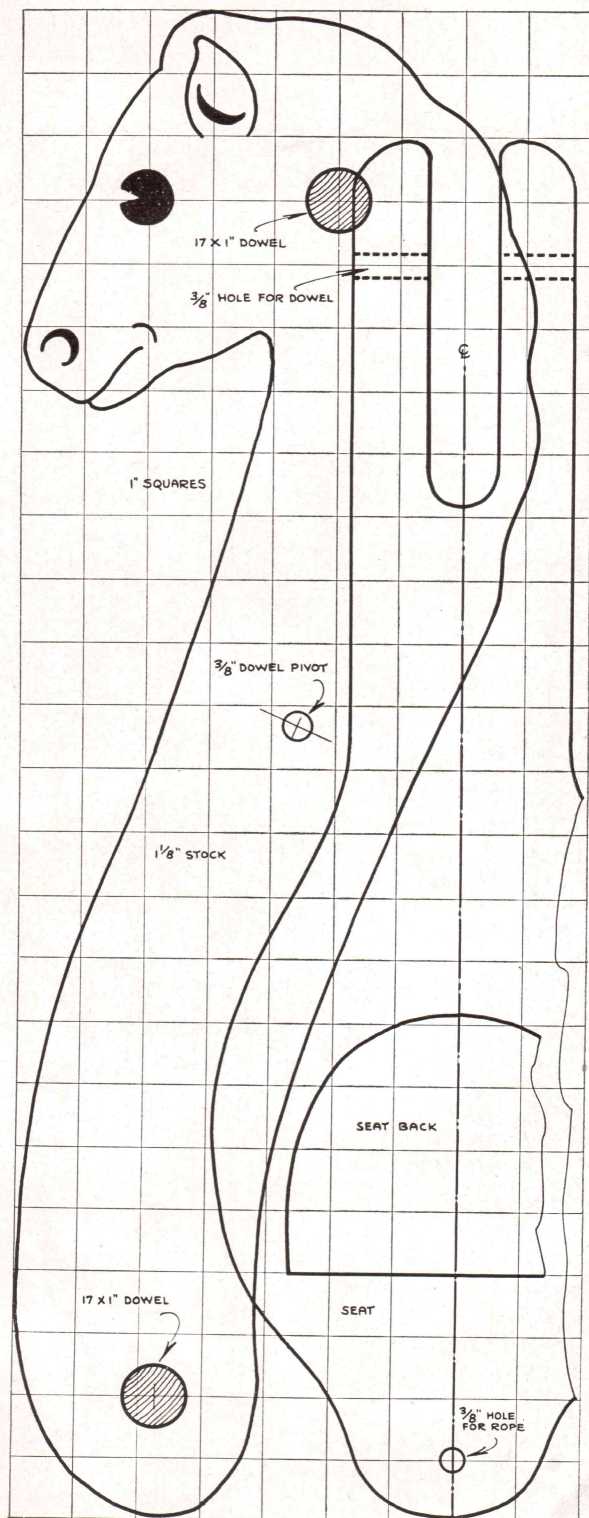 17 X 1" DOWEL
3/8" HOLE FOR DOWEL
℄
1" SQUARES
3/8" DOWEL PIVOT
1 1/8" STOCK
SEAT BACK
17 X 1" DOWEL
SEAT
3/8" HOLE
FOR ROPE